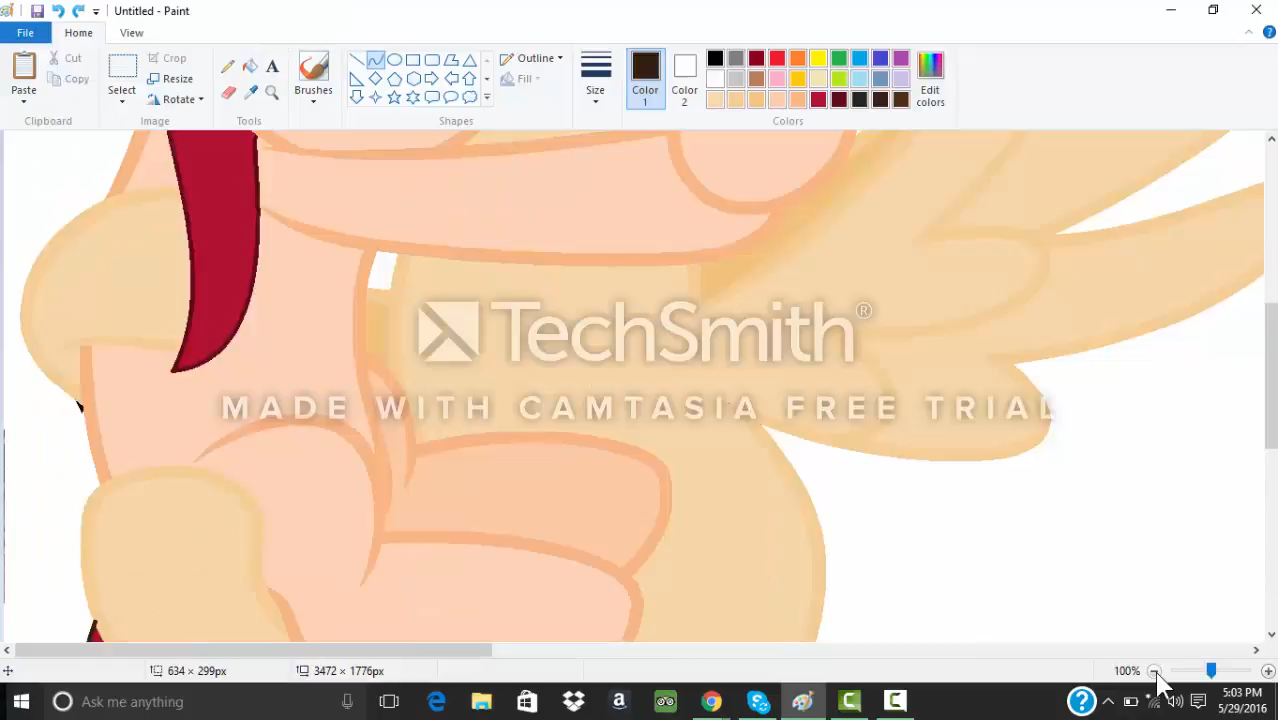 Untitled - Paint
File
Home
View
Paste
Cut
Copy
Clipboard
Select
Crop
Resize
Rotate
Image
A
Tools
Brushes
Outline
Fill
Shapes
Size
Color
1
Color
2
Edit
colors
Colors
TechSmith®
MADE WITH CAMTASIA FREE TRIAL
634 × 299px
3472 × 1776px
100%
Ask me anything
5:03 PM
5/29/2016